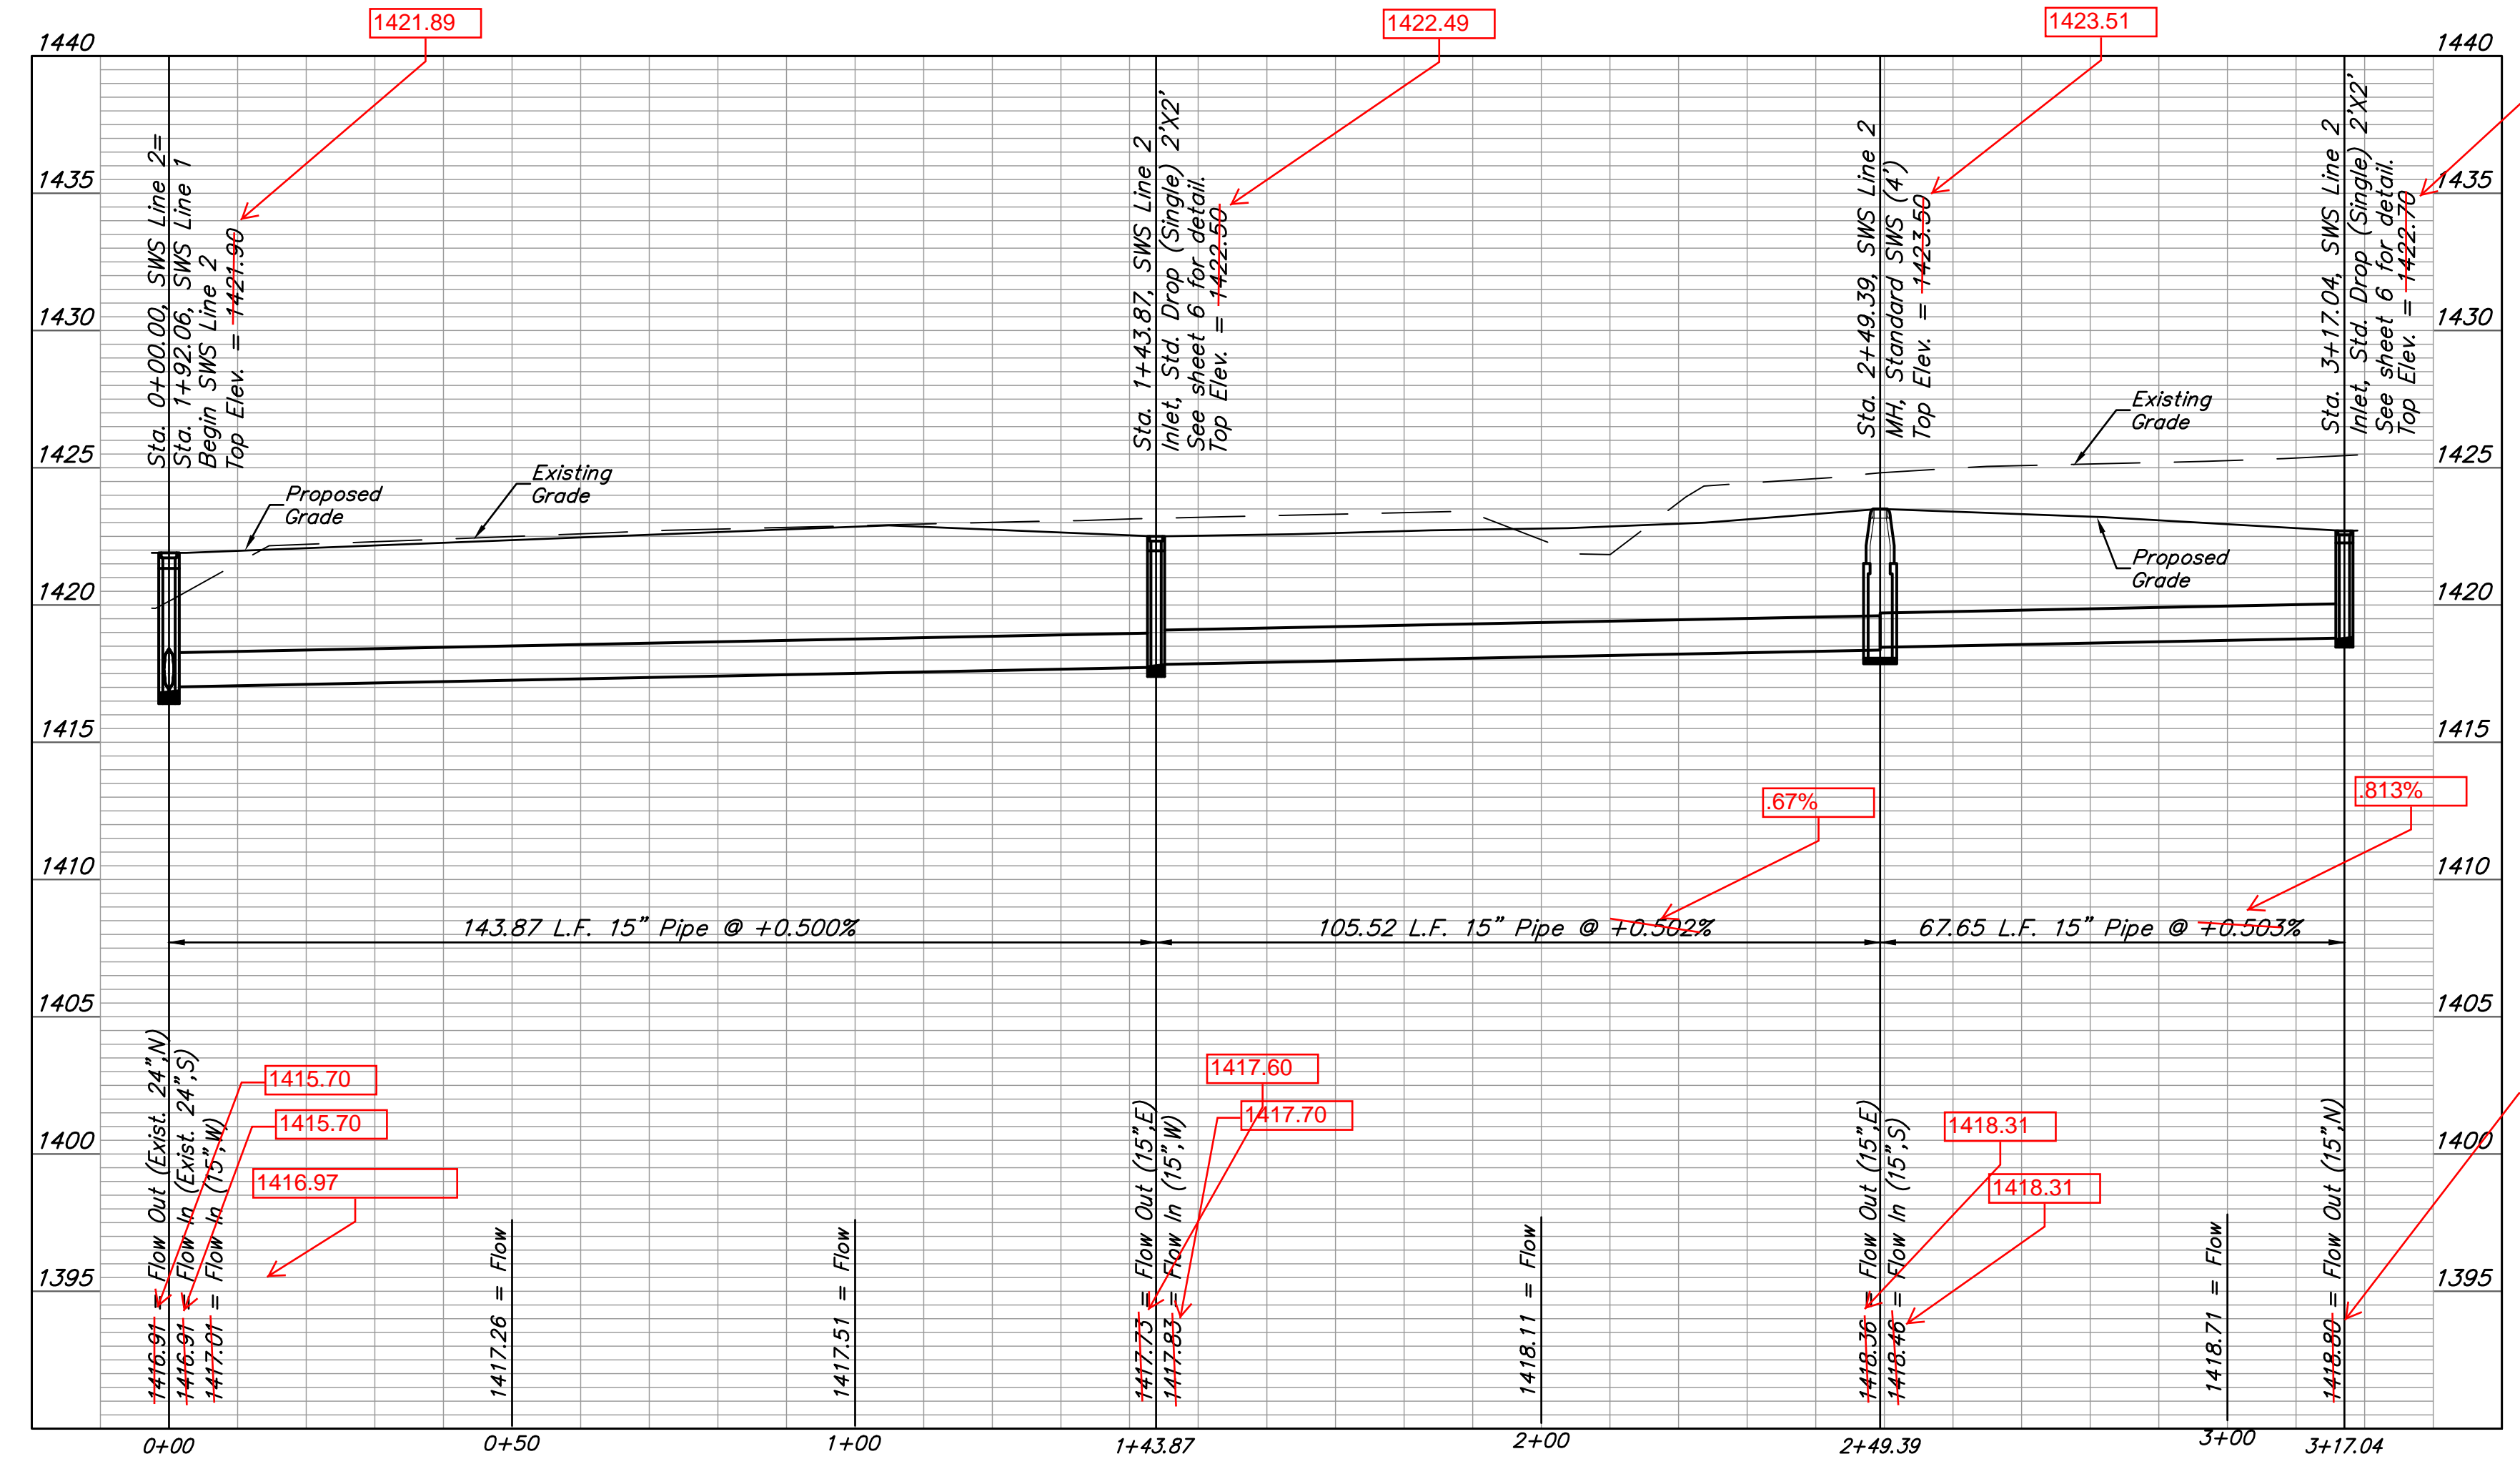 1421.89
1422.49
1423.51
1440
1440
1435
1435
1430
1430
1425
1425
1420
1420
1415
1415
1410
1410
1405
1405
1400
1400
1395
1395
Sta. 0+00.00, SWS Line 2=
Sta. 1+92.06, SWS Line 1
Begin SWS Line 2
Top Elev. = 1421.90
Sta. 1+43.87, SWS Line 2
Inlet, Std. Drop (Single) 2'X2'
See sheet 6 for detail.
Top Elev. = 1422.50
Sta. 2+49.39, SWS Line 2
MH, Standard SWS (4')
Top Elev. = 1423.50
Sta. 3+17.04, SWS Line 2
Inlet, Std. Drop (Single) 2'X2'
See sheet 6 for detail.
Top Elev. = 1422.70
Proposed
Grade
Existing
Grade
Existing
Grade
Proposed
Grade
.67%
.813%
143.87 L.F. 15" Pipe @ +0.500%
105.52 L.F. 15" Pipe @ +0.502%
67.65 L.F. 15" Pipe @ +0.503%
1415.70
1415.70
1416.97
1417.60
1417.70
1418.31
1418.31
1416.91 = Flow Out (Exist. 24",N)
1416.91 = Flow In (Exist. 24",S)
1417.01 = Flow In (15",W)
1417.26 = Flow
1417.51 = Flow
1417.73 = Flow Out (15",E)
1417.83 = Flow In (15",W)
1418.11 = Flow
1418.36 = Flow Out (15",E)
1418.46 = Flow In (15",S)
1418.71 = Flow
1418.80 = Flow Out (15",N)
0+00
0+50
1+00
1+43.87
2+00
2+49.39
3+00
3+17.04